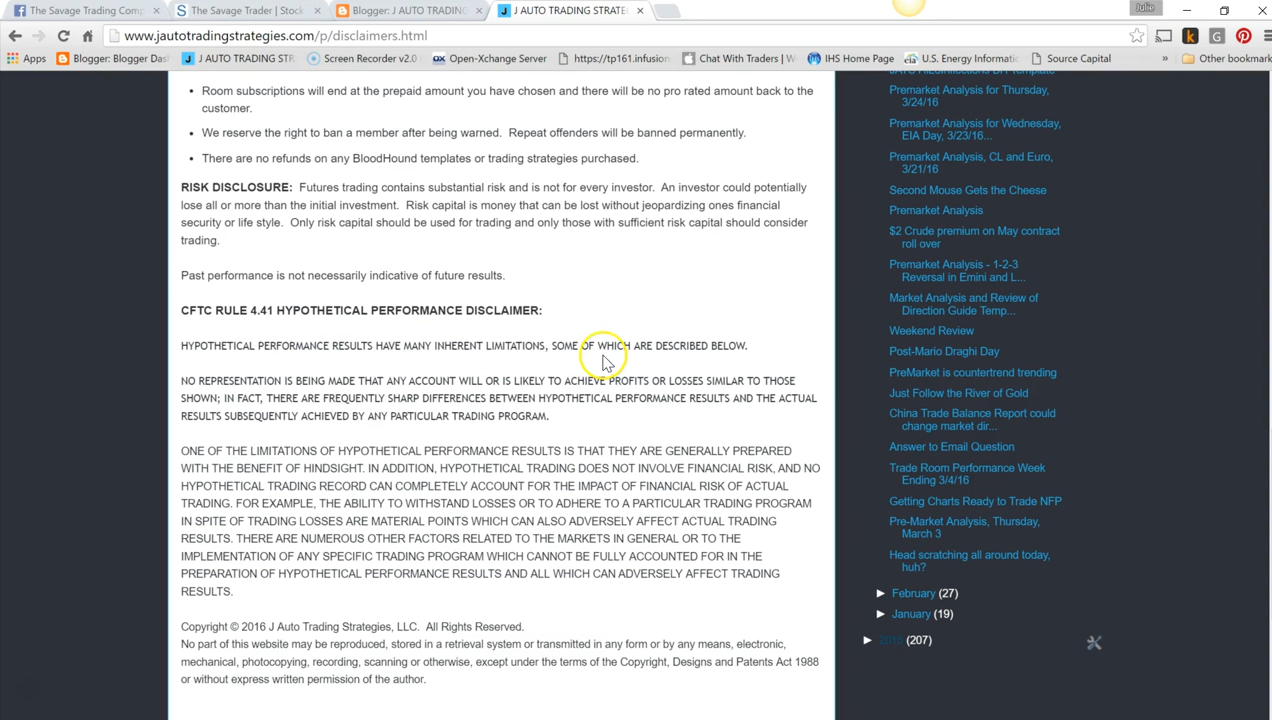 The Savage Trading Comp
The Savage Trader | Stock
Blogger: J AUTO TRADING
J AUTO TRADING STRATE
Julie
www.jautotradingstrategies.com/p/disclaimers.html
Apps
Blogger: Blogger Das
J AUTO TRADING STR
Screen Recorder v2.0
Open-Xchange Server
https://tp161.infusion
Chat With Traders | W
IHS Home Page
U.S. Energy Informati
Source Capital
»
Other bookmark
Room subscriptions will end at the prepaid amount you have chosen and there will be no pro rated amount back to the
customer.
We reserve the right to ban a member after being warned. Repeat offenders will be banned permanently.
There are no refunds on any BloodHound templates or trading strategies purchased.
RISK DISCLOSURE: Futures trading contains substantial risk and is not for every investor. An investor could potentially
lose all or more than the initial investment. Risk capital is money that can be lost without jeopardizing ones financial
security or life style. Only risk capital should be used for trading and only those with sufficient risk capital should consider
trading.
Past performance is not necessarily indicative of future results.
CFTC RULE 4.41 HYPOTHETICAL PERFORMANCE DISCLAIMER:
HYPOTHETICAL PERFORMANCE RESULTS HAVE MANY INHERENT LIMITATIONS, SOME OF WHICH ARE DESCRIBED BELOW.
NO REPRESENTATION IS BEING MADE THAT ANY ACCOUNT WILL OR IS LIKELY TO ACHIEVE PROFITS OR LOSSES SIMILAR TO THOSE
SHOWN; IN FACT, THERE ARE FREQUENTLY SHARP DIFFERENCES BETWEEN HYPOTHETICAL PERFORMANCE RESULTS AND THE ACTUAL
RESULTS SUBSEQUENTLY ACHIEVED BY ANY PARTICULAR TRADING PROGRAM.
ONE OF THE LIMITATIONS OF HYPOTHETICAL PERFORMANCE RESULTS IS THAT THEY ARE GENERALLY PREPARED
WITH THE BENEFIT OF HINDSIGHT. IN ADDITION, HYPOTHETICAL TRADING DOES NOT INVOLVE FINANCIAL RISK, AND NO
HYPOTHETICAL TRADING RECORD CAN COMPLETELY ACCOUNT FOR THE IMPACT OF FINANCIAL RISK OF ACTUAL
TRADING. FOR EXAMPLE, THE ABILITY TO WITHSTAND LOSSES OR TO ADHERE TO A PARTICULAR TRADING PROGRAM
IN SPITE OF TRADING LOSSES ARE MATERIAL POINTS WHICH CAN ALSO ADVERSELY AFFECT ACTUAL TRADING
RESULTS. THERE ARE NUMEROUS OTHER FACTORS RELATED TO THE MARKETS IN GENERAL OR TO THE
IMPLEMENTATION OF ANY SPECIFIC TRADING PROGRAM WHICH CANNOT BE FULLY ACCOUNTED FOR IN THE
PREPARATION OF HYPOTHETICAL PERFORMANCE RESULTS AND ALL WHICH CAN ADVERSELY AFFECT TRADING
RESULTS.
Copyright © 2016 J Auto Trading Strategies, LLC. All Rights Reserved.
No part of this website may be reproduced, stored in a retrieval system or transmitted in any form or by any means, electronic,
mechanical, photocopying, recording, scanning or otherwise, except under the terms of the Copyright, Designs and Patents Act 1988
or without express written permission of the author.
Premarket Analysis for Thursday,
3/24/16
Premarket Analysis for Wednesday,
EIA Day, 3/23/16...
Premarket Analysis, CL and Euro,
3/21/16
Second Mouse Gets the Cheese
Premarket Analysis
$2 Crude premium on May contract
roll over
Premarket Analysis - 1-2-3
Reversal in Emini and L...
Market Analysis and Review of
Direction Guide Temp...
Weekend Review
Post-Mario Draghi Day
PreMarket is countertrend trending
Just Follow the River of Gold
China Trade Balance Report could
change market dir...
Answer to Email Question
Trade Room Performance Week
Ending 3/4/16
Getting Charts Ready to Trade NFP
Pre-Market Analysis, Thursday,
March 3
Head scratching all around today,
huh?
► February (27)
► January (19)
► 2015 (207)